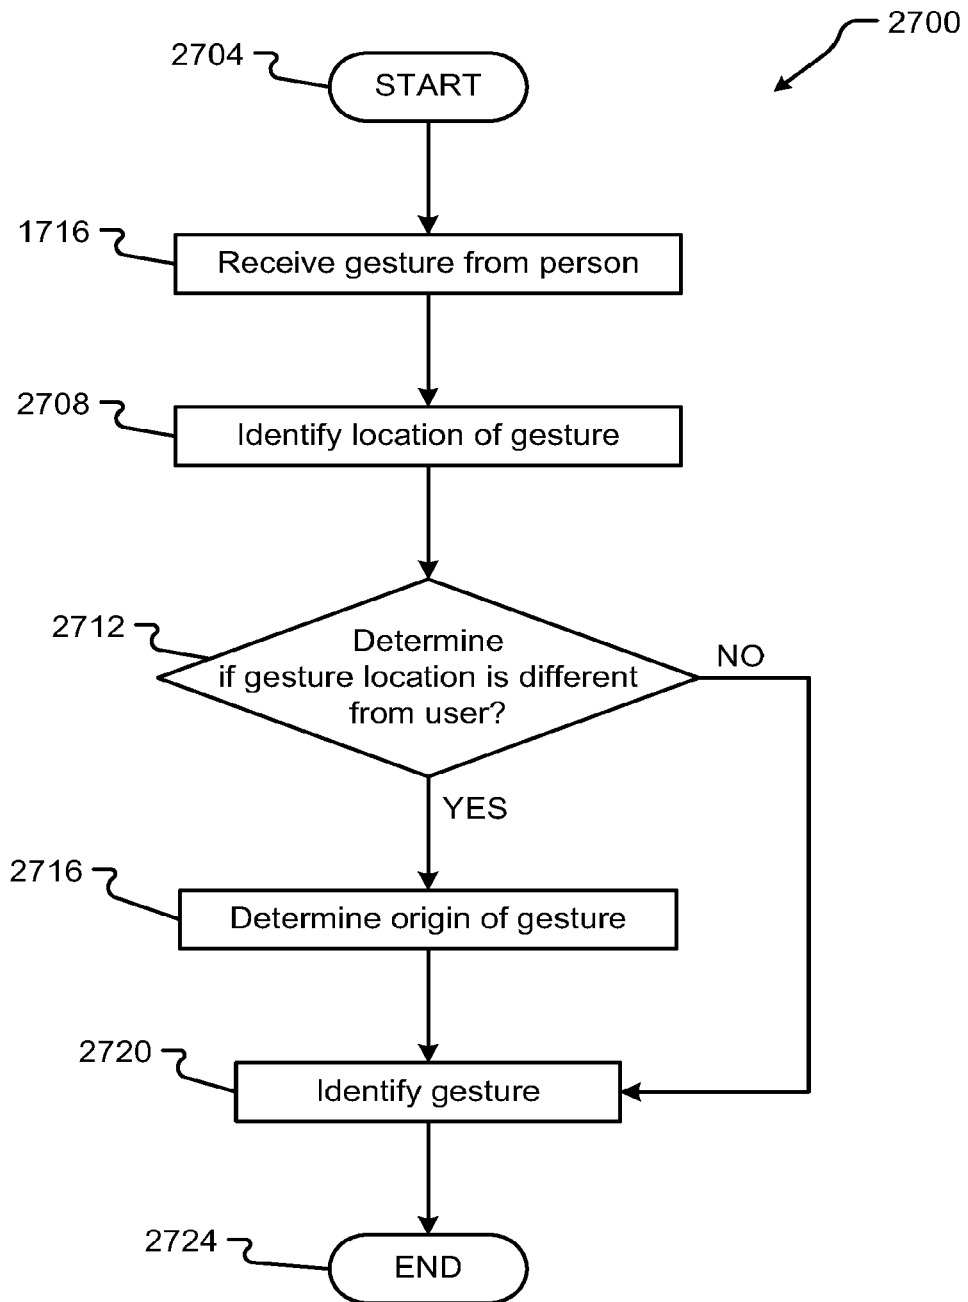 2700
2704
START
1716
Receive gesture from person
2708
Identify location of gesture
2712
Determine
if gesture location is different
from user?
NO
YES
2716
Determine origin of gesture
2720
Identify gesture
2724
END